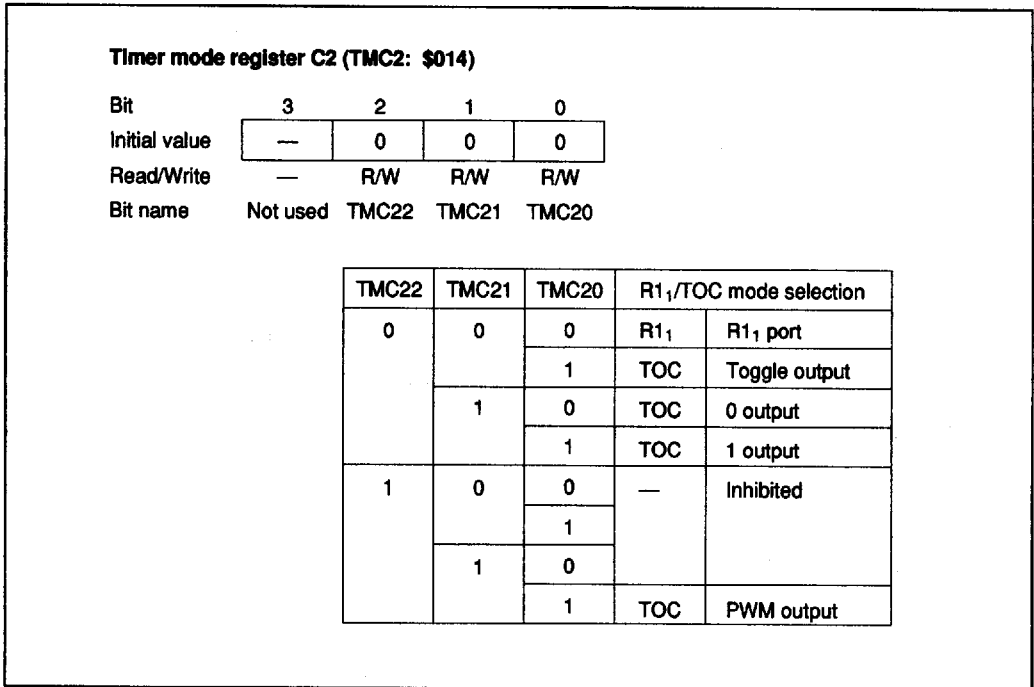 Timer mode register C2 (TMC2: $014)
Bit 3 2 1 0
Initial value — 0 0 0
Read/Write — R/W R/W R/W
Bit name Not used TMC22 TMC21 TMC20
TMC22 TMC21 TMC20 R1₁/TOC mode selection
0 0 0 R1₁ R1₁ port
1 TOC Toggle output
1 0 TOC 0 output
1 TOC 1 output
1 0 0 — Inhibited
1
1 0
1 TOC PWM output